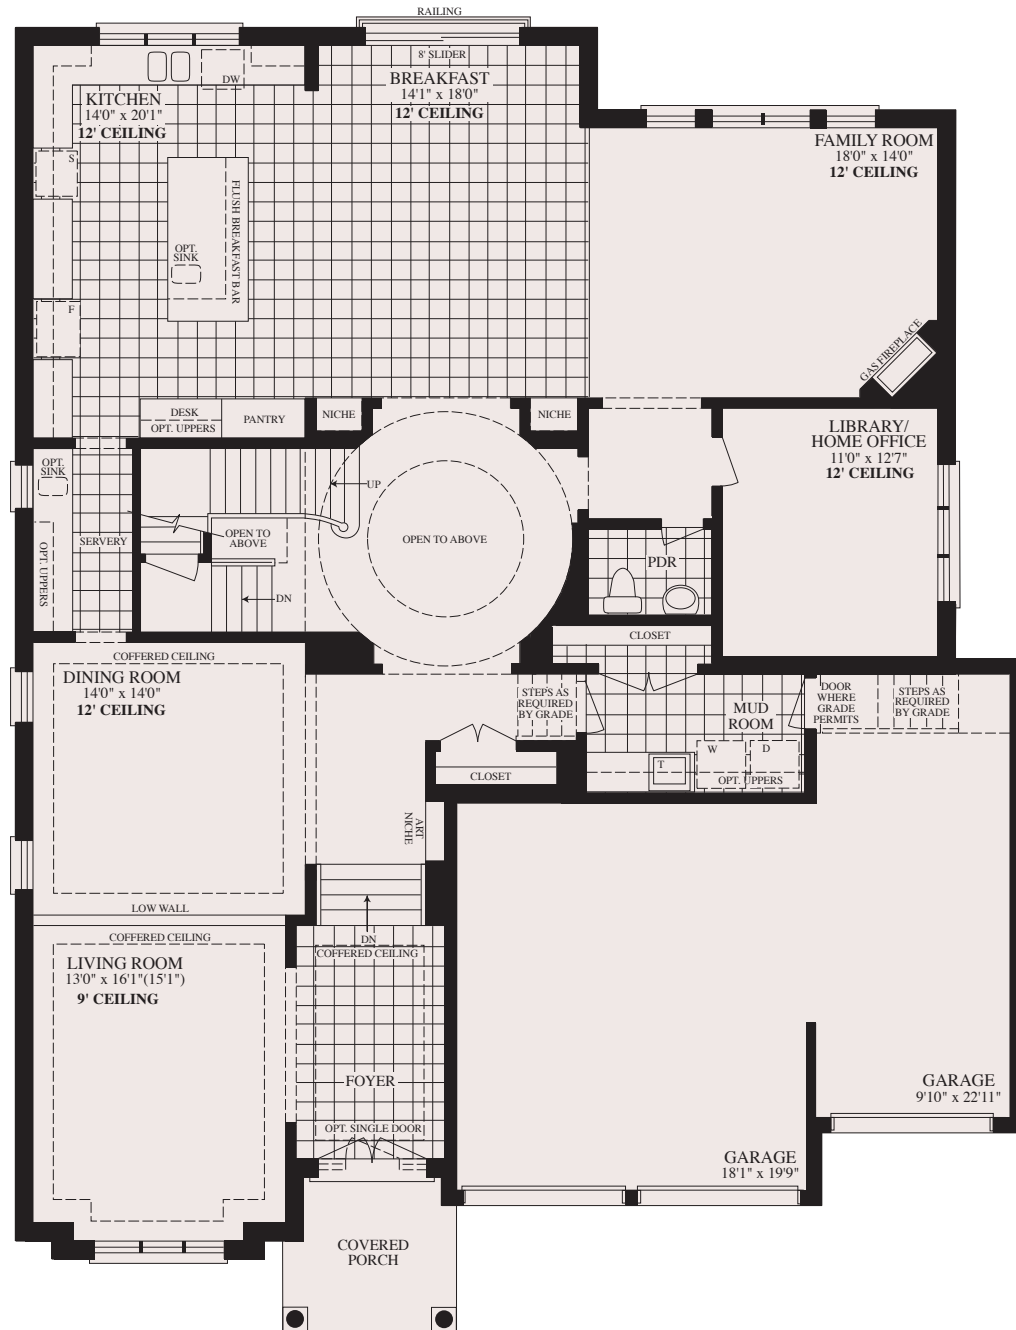 RAILING
8' SLIDER
DW
KITCHEN
14'0" x 20'1"
12' CEILING
BREAKFAST
14'1" x 18'0"
12' CEILING
FAMILY ROOM
18'0" x 14'0"
12' CEILING
S
FLUSH BREAKFAST BAR
OPT.
SINK
F
GAS FIREPLACE
DESK
OPT. UPPERS
PANTRY
NICHE
NICHE
LIBRARY/
HOME OFFICE
11'0" x 12'7"
12' CEILING
OPT.
SINK
UP
SERVERY
OPEN TO
ABOVE
OPEN TO ABOVE
OPT. UPPERS
PDR
DN
CLOSET
COFFERED CEILING
DINING ROOM
14'0" x 14'0"
12' CEILING
STEPS AS
REQUIRED
BY GRADE
MUD
ROOM
DOOR
WHERE
GRADE
PERMITS
STEPS AS
REQUIRED
BY GRADE
W
D
T
OPT. UPPERS
CLOSET
ART
NICHE
LOW WALL
DN
COFFERED CEILING
COFFERED CEILING
LIVING ROOM
13'0" x 16'1"(15'1")
9' CEILING
FOYER
OPT. SINGLE DOOR
GARAGE
9'10" x 22'11"
GARAGE
18'1" x 19'9"
COVERED
PORCH